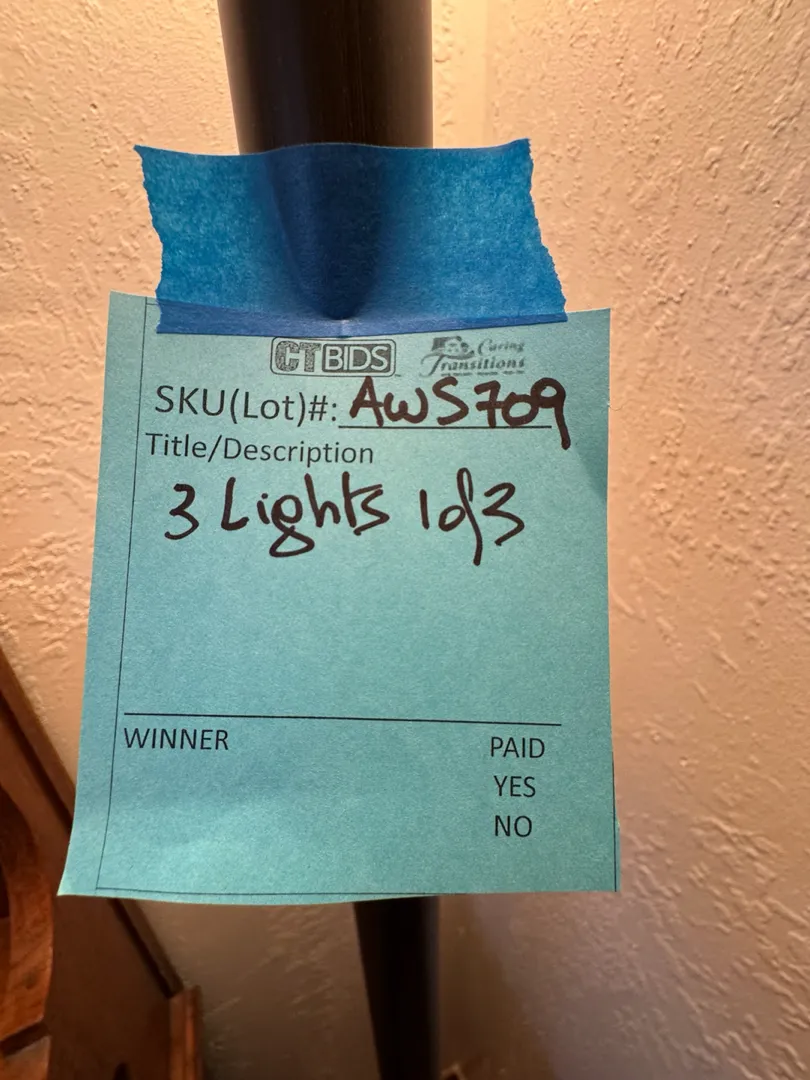 CTBIDS
Caring
Transitions
SKU(Lot)#: AWS709
Title/Description
3 Lights 1of3
WINNER
PAID
YES
NO